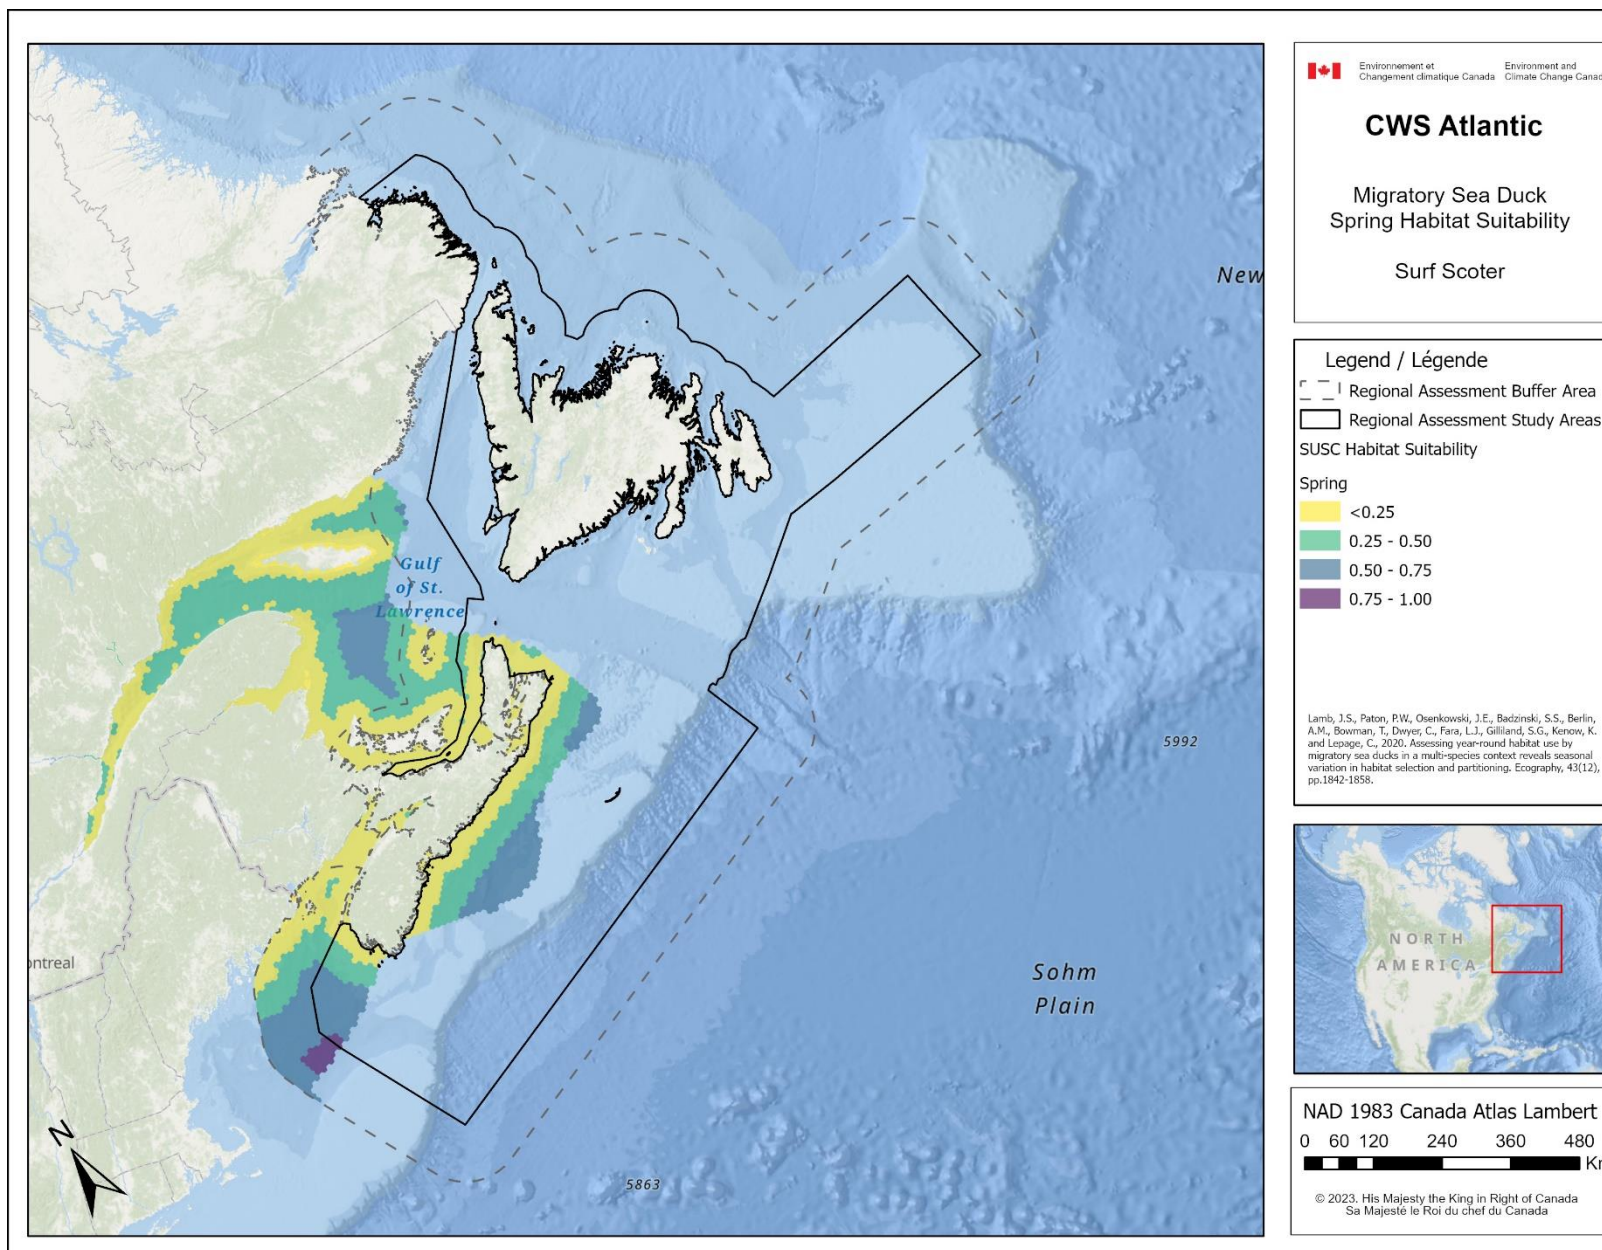 Environnement et
Changement climatique Canada
Environment and
Climate Change Canad
CWS Atlantic
Migratory Sea Duck
Spring Habitat Suitability
Surf Scoter
Legend / Légende
Regional Assessment Buffer Area
Regional Assessment Study Areas
SUSC Habitat Suitability
Spring
<0.25
0.25 - 0.50
0.50 - 0.75
0.75 - 1.00
Lamb, J.S., Paton, P.W., Osenkowski, J.E., Badzinski, S.S., Berlin,
A.M., Bowman, T., Dwyer, C., Fara, L.J., Gilliland, S.G., Kenow, K.
and Lepage, C., 2020. Assessing year-round habitat use by
migratory sea ducks in a multi-species context reveals seasonal
variation in habitat selection and partitioning. Ecography, 43(12),
pp.1842-1858.
New
Gulf
of St.
Lawrence
5992
Sohm
Plain
ontreal
5863
N
NORTH
AMERICA
NAD 1983 Canada Atlas Lambert
0 60 120 240 360 480
Km
© 2023. His Majesty the King in Right of Canada
Sa Majesté le Roi du chef du Canada